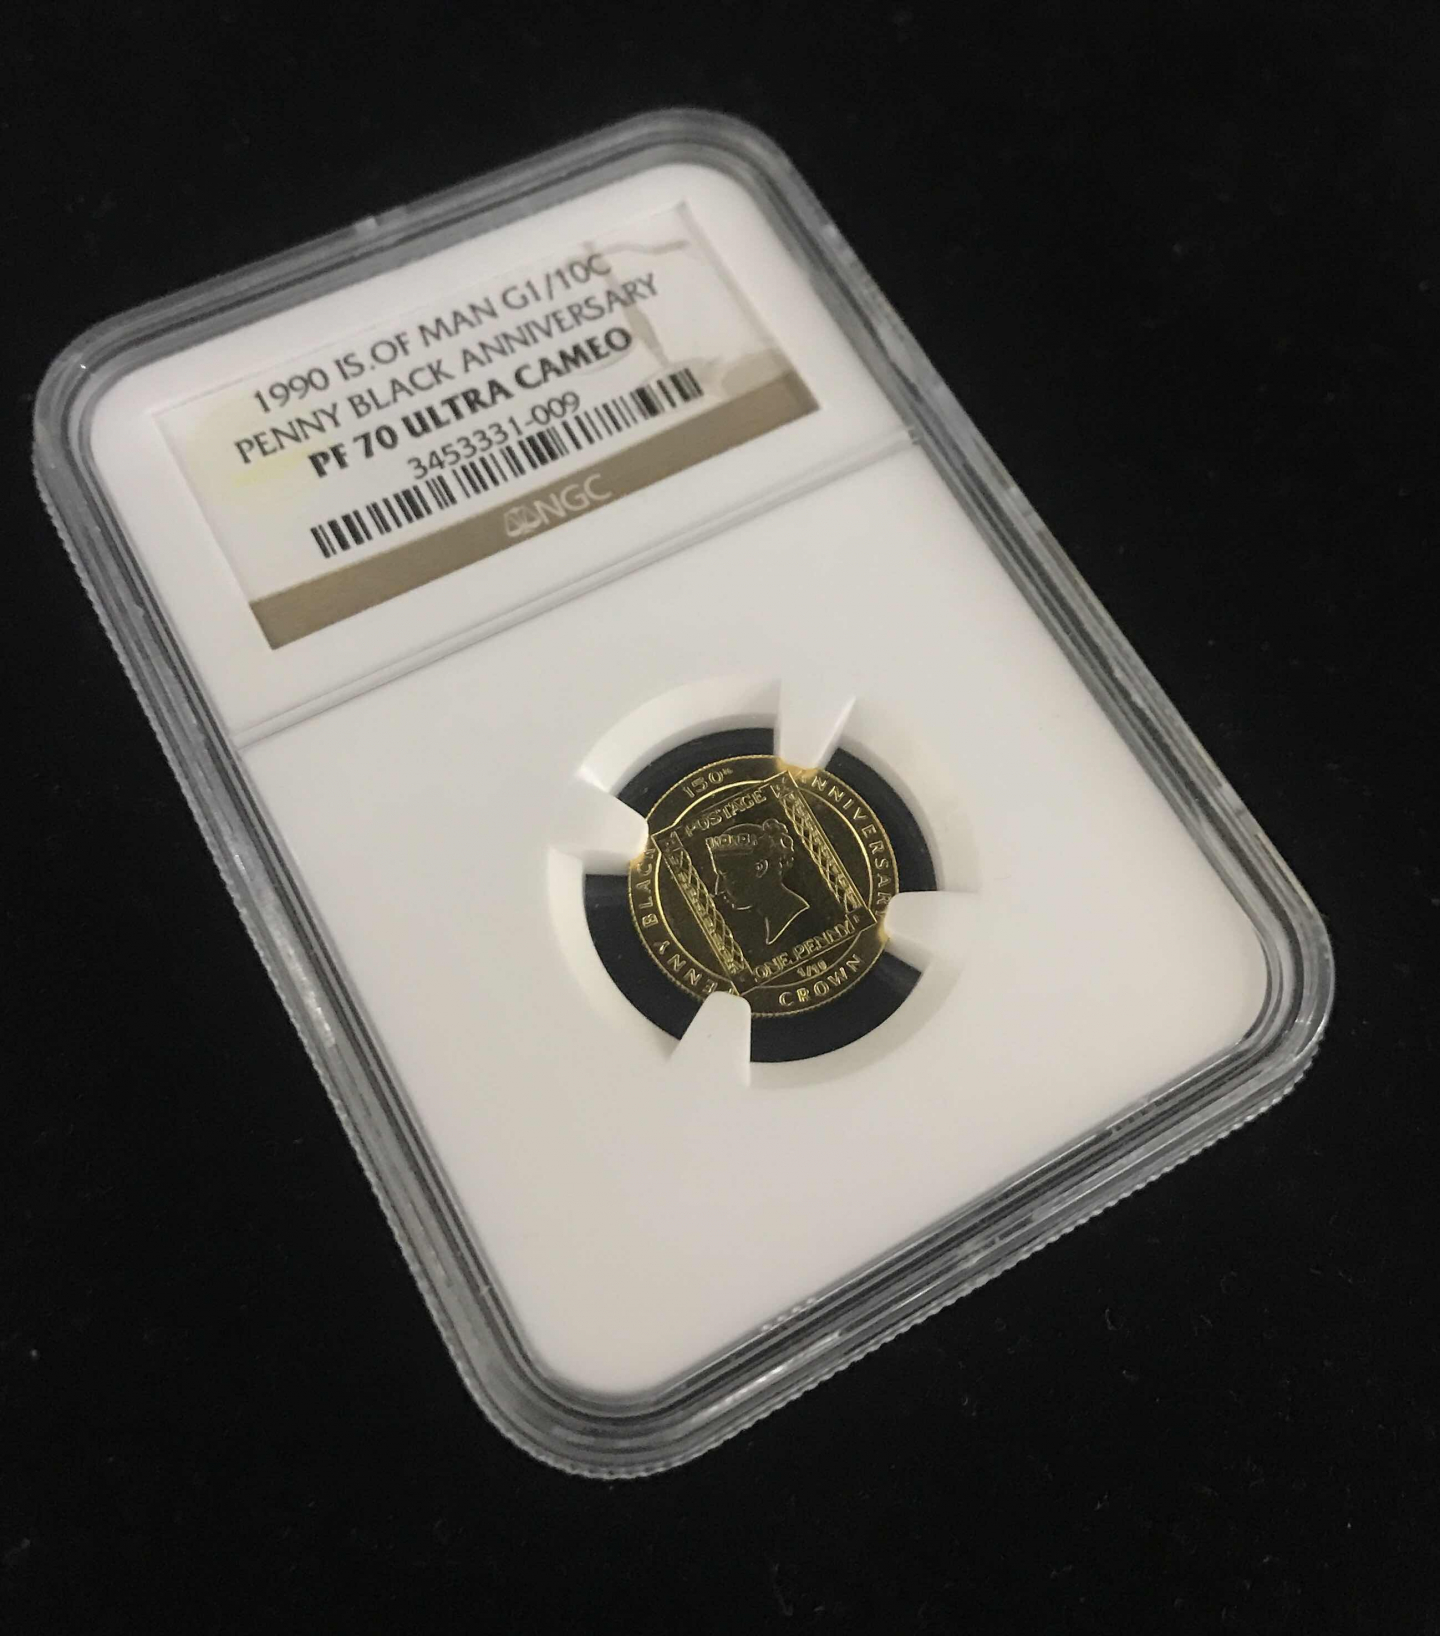 1990 IS.OF MAN G1/10C
PENNY BLACK ANNIVERSARY
PF 70 ULTRA CAMEO
3453331-009
NGC
150th ANNIVERSARY
PENNY BLACK
POSTAGE
ONE PENNY
1/10
CROWN